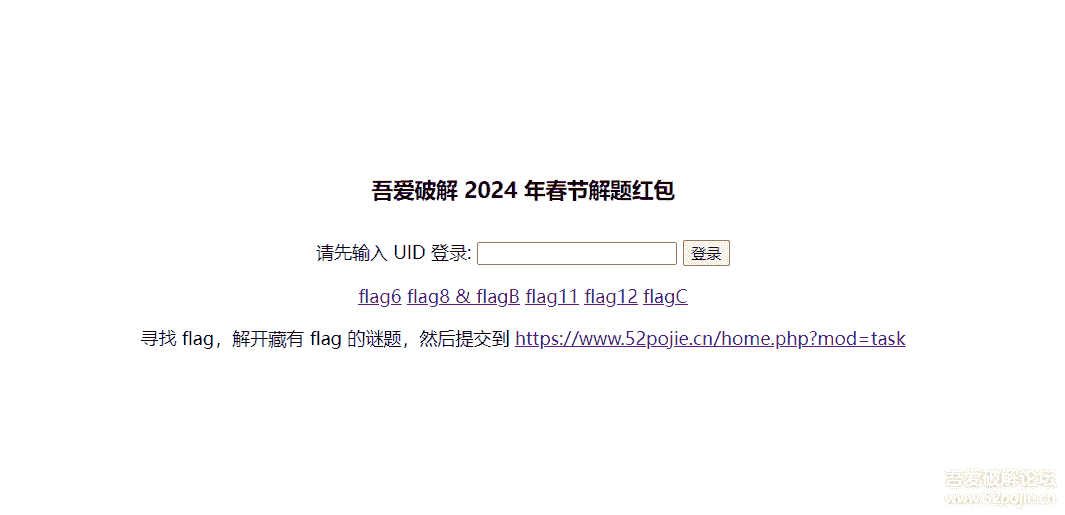 吾爱破解 2024 年春节解题红包
请先输入 UID 登录: 登录
flag6 flag8 & flagB flag11 flag12 flagC
寻找 flag，解开藏有 flag 的谜题，然后提交到 https://www.52pojie.cn/home.php?mod=task
吾爱破解论坛
www.52pojie.cn